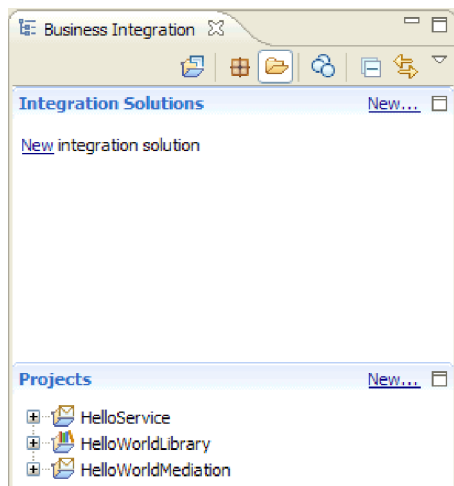 Business Integration
Integration Solutions New...
New integration solution
Projects New...
HelloService
HelloWorldLibrary
HelloWorldMediation